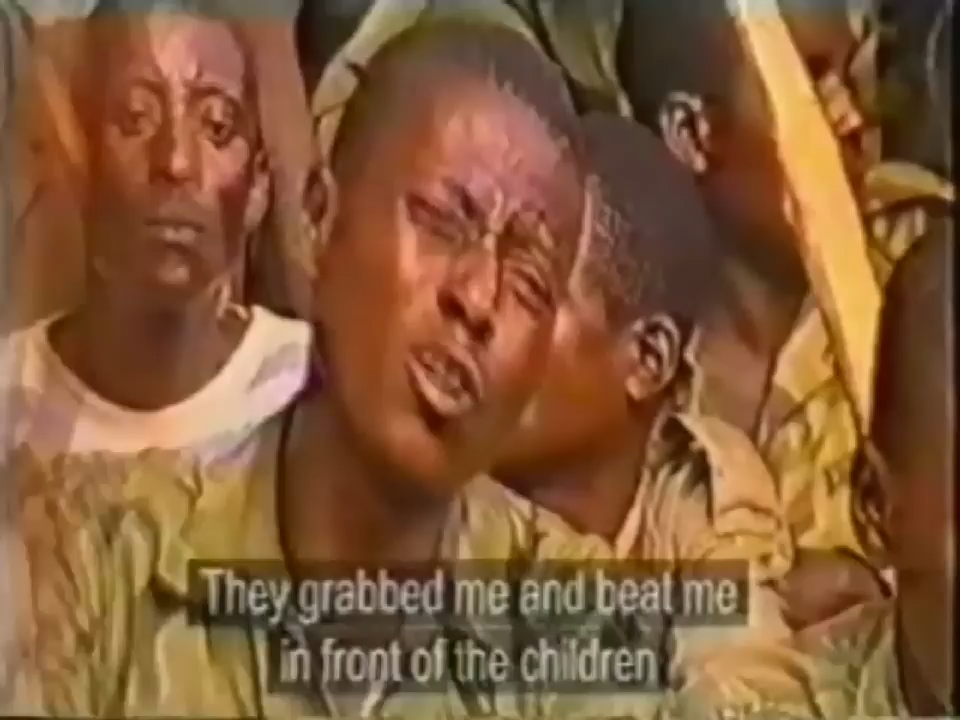 They grabbed me and beat me
in front of the children